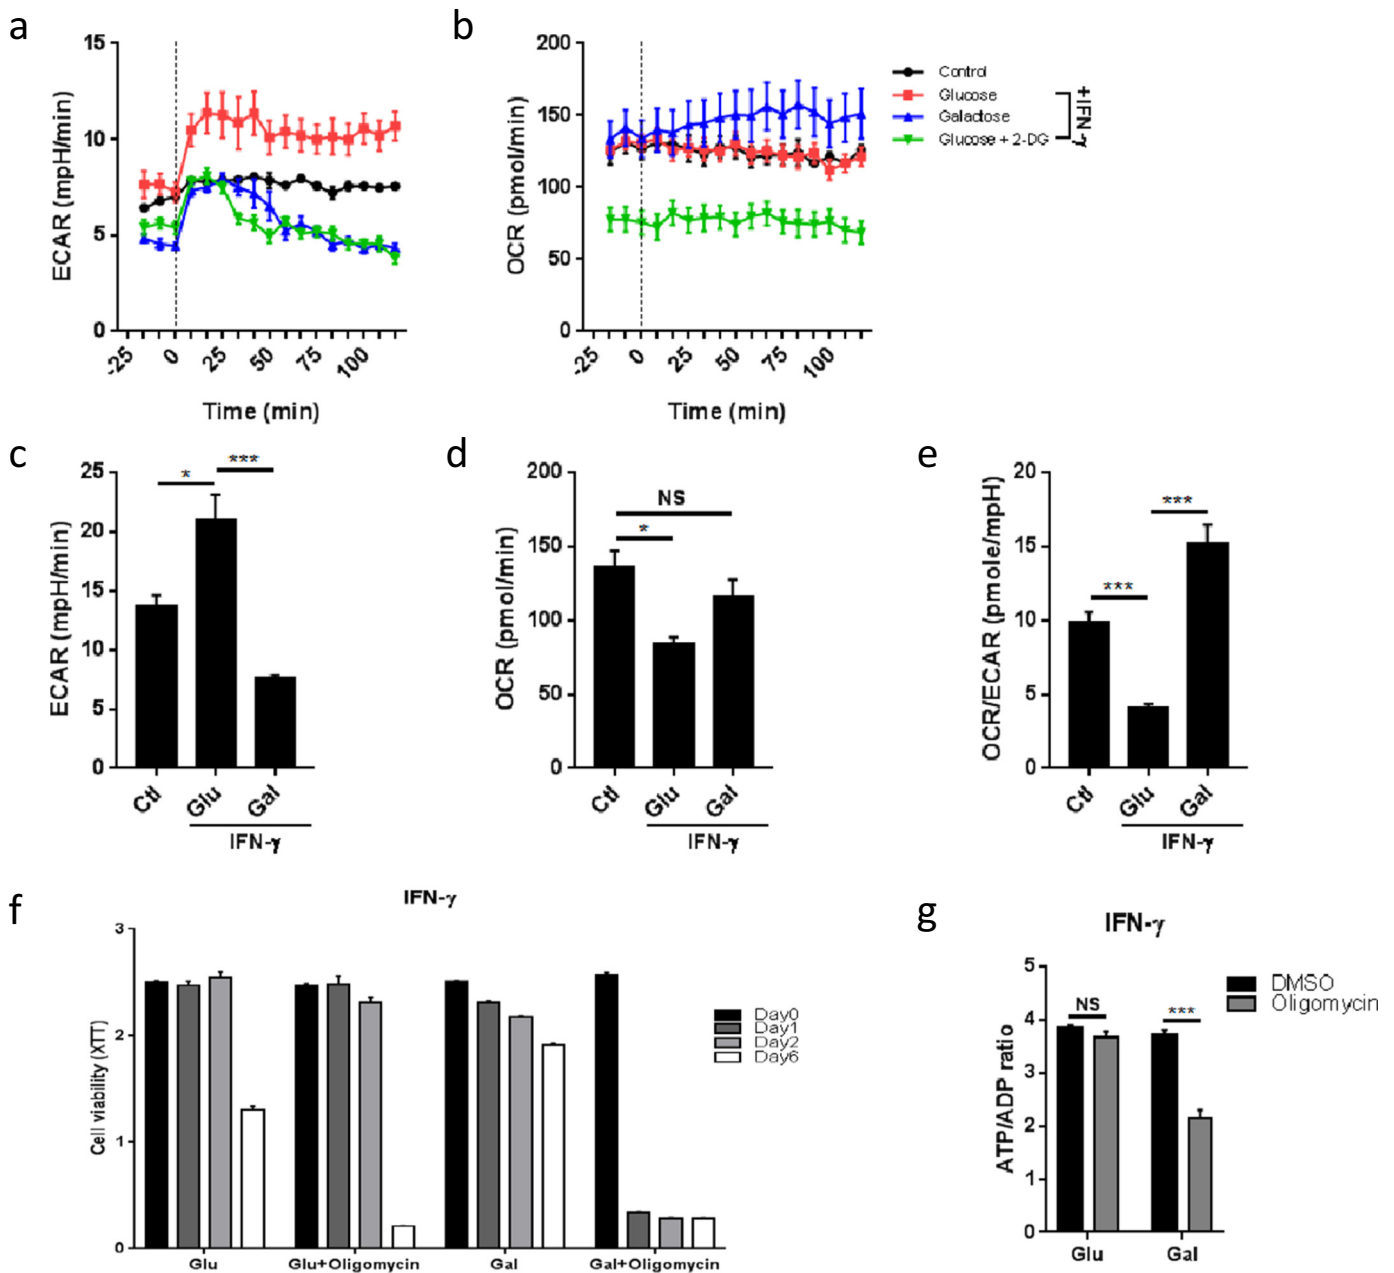 a
ECAR (mpH/min)
15
10
5
0
-25
0
25
50
75
100
Time (min)
b
OCR (pmol/min)
200
150
100
50
0
-25
0
25
50
75
100
Time (min)
Control
Glucose
Galactose
Glucose + 2-DG
+ IFN-γ
c
ECAR (mpH/min)
25
20
15
10
5
0
*
***
Ctl
Glu
Gal
IFN-γ
d
OCR (pmol/min)
200
150
100
50
0
NS
*
Ctl
Glu
Gal
IFN-γ
e
OCR/ECAR (pmole/mpH)
20
15
10
5
0
***
***
Ctl
Glu
Gal
IFN-γ
f
IFN-γ
Cell viability (XTT)
3
2
1
0
Glu
Glu+Oligomycin
Gal
Gal+Oligomycin
Day0
Day1
Day2
Day6
g
IFN-γ
ATP/ADP ratio
5
4
3
2
1
0
NS
***
Glu
Gal
DMSO
Oligomycin